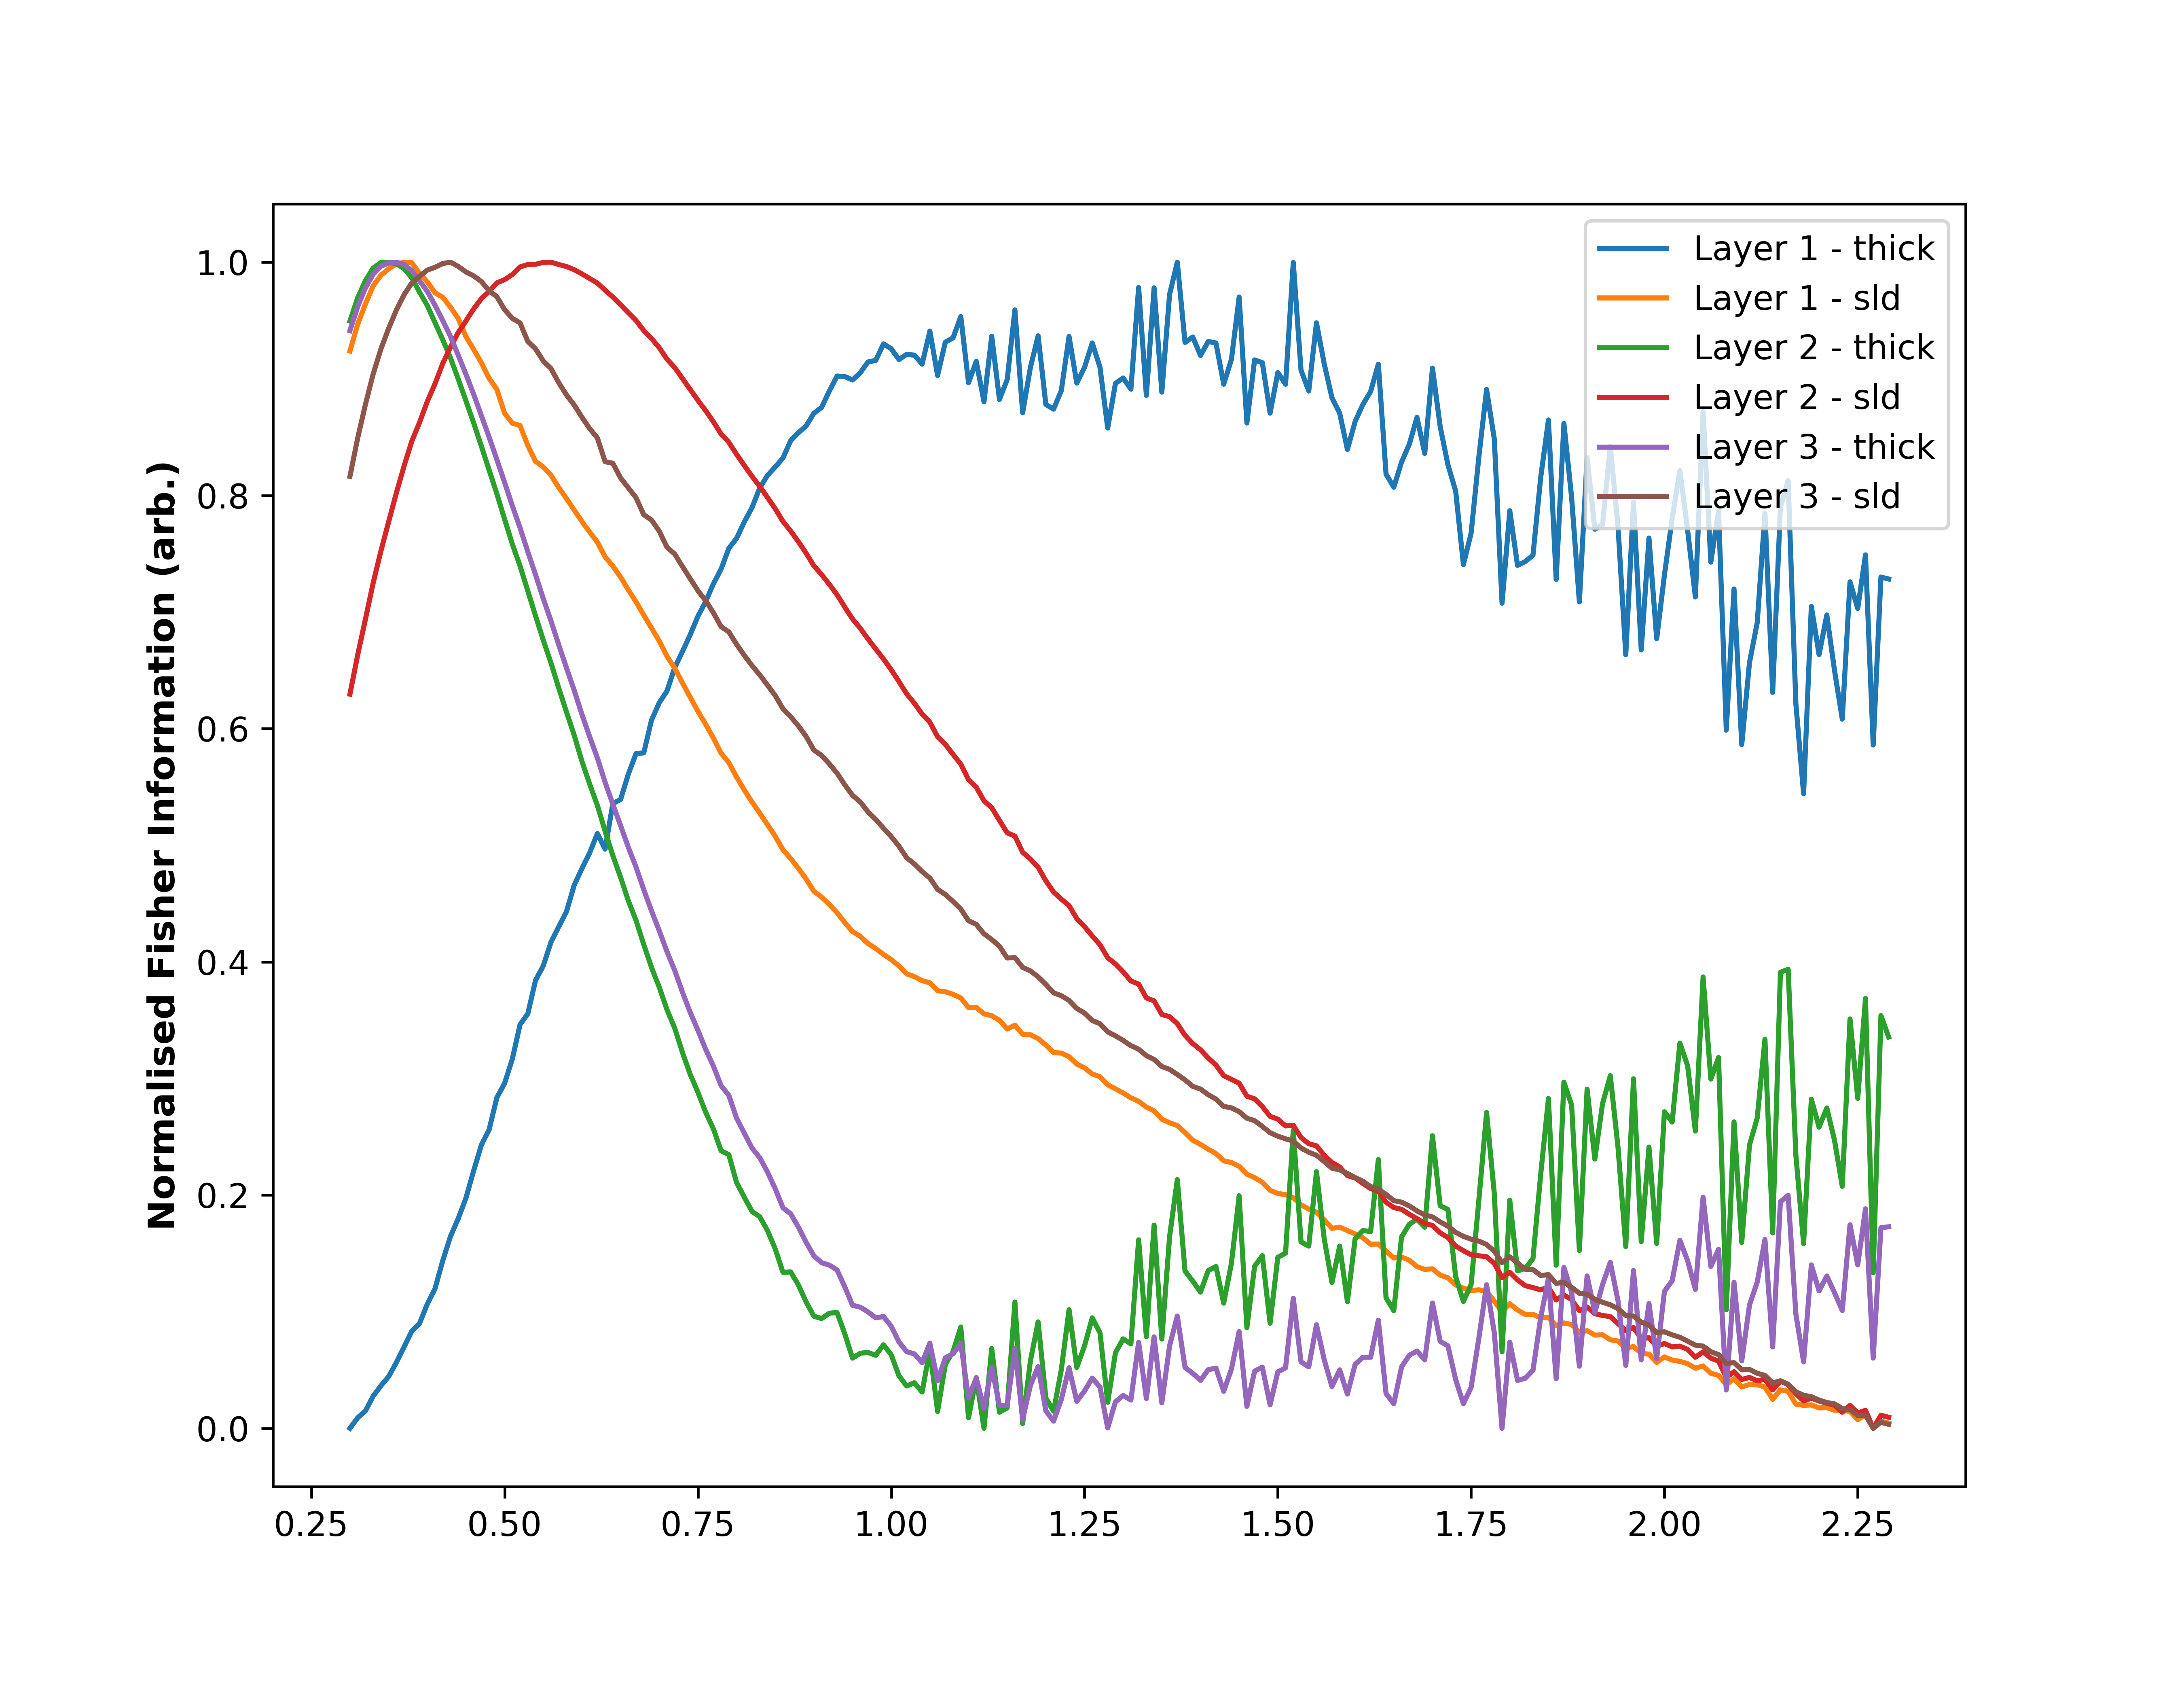 Normalised Fisher Information (arb.)
1.0
0.8
0.6
0.4
0.2
0.0
Layer 1 - thick
Layer 1 - sld
Layer 2 - thick
Layer 2 - sld
Layer 3 - thick
Layer 3 - sld
0.25 0.50 0.75 1.00 1.25 1.50 1.75 2.00 2.25